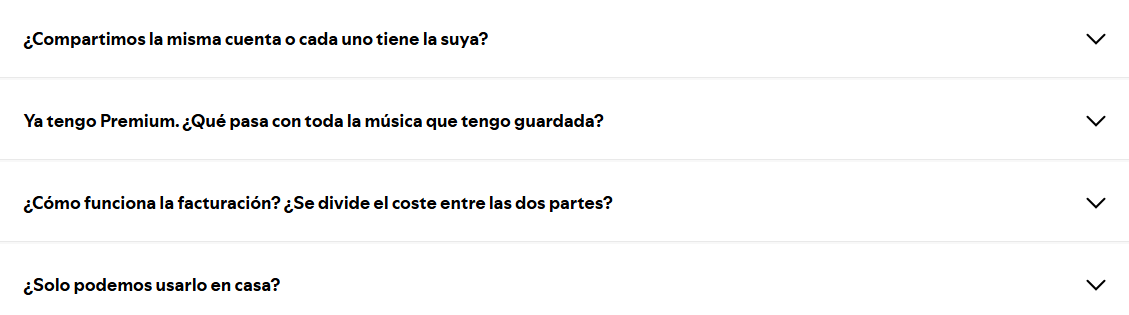 ¿Compartimos la misma cuenta o cada uno tiene la suya?
Ya tengo Premium. ¿Qué pasa con toda la música que tengo guardada?
¿Cómo funciona la facturación? ¿Se divide el coste entre las dos partes?
¿Solo podemos usarlo en casa?